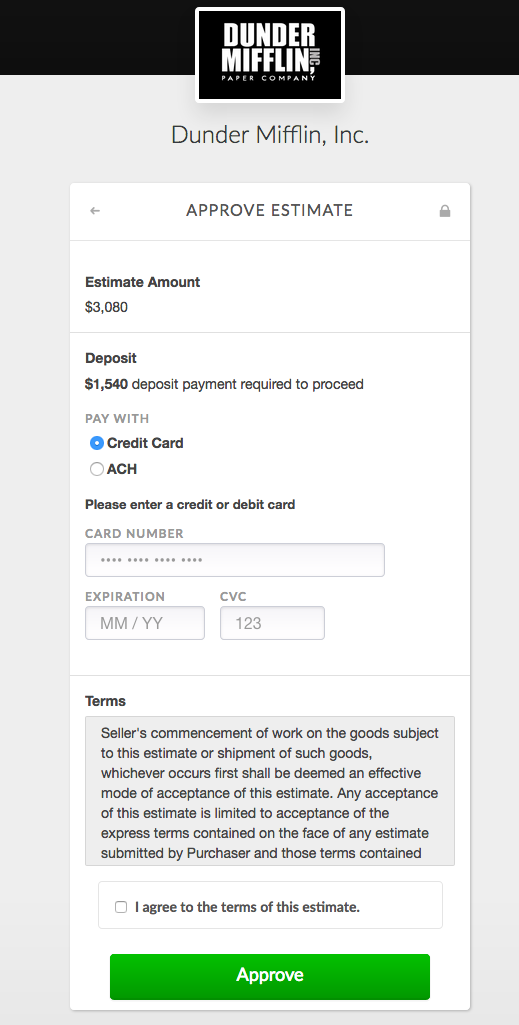 DUNDER
MIFFLIN, INC
PAPER COMPANY
Dunder Mifflin, Inc.
APPROVE ESTIMATE
Estimate Amount
$3,080
Deposit
$1,540 deposit payment required to proceed
PAY WITH
Credit Card
ACH
Please enter a credit or debit card
CARD NUMBER
•••• •••• •••• ••••
EXPIRATION CVC
MM / YY 123
Terms
Seller's commencement of work on the goods subject
to this estimate or shipment of such goods,
whichever occurs first shall be deemed an effective
mode of acceptance of this estimate. Any acceptance
of this estimate is limited to acceptance of the
express terms contained on the face of any estimate
submitted by Purchaser and those terms contained
I agree to the terms of this estimate.
Approve